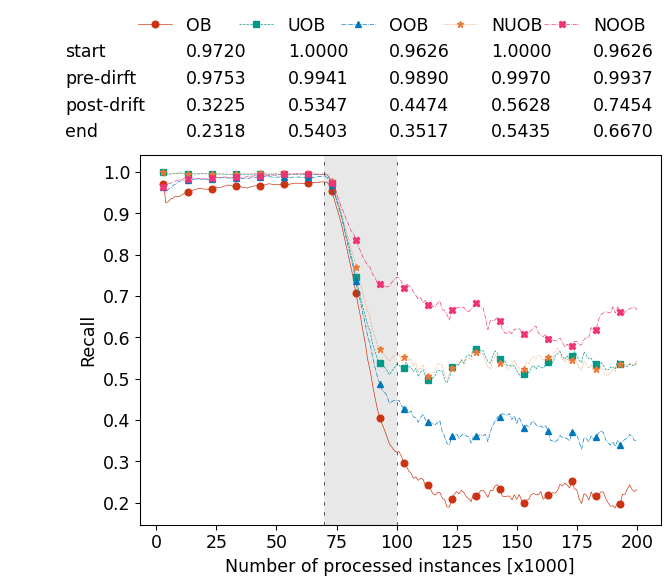 OB UOB OOB NUOB NOOB
start 0.9720 1.0000 0.9626 1.0000 0.9626
pre-dirft 0.9753 0.9941 0.9890 0.9970 0.9937
post-drift 0.3225 0.5347 0.4474 0.5628 0.7454
end 0.2318 0.5403 0.3517 0.5435 0.6670
1.0
0.9
0.8
0.7
0.6
0.5
0.4
0.3
0.2
Recall
0 25 50 75 100 125 150 175 200
Number of processed instances [x1000]